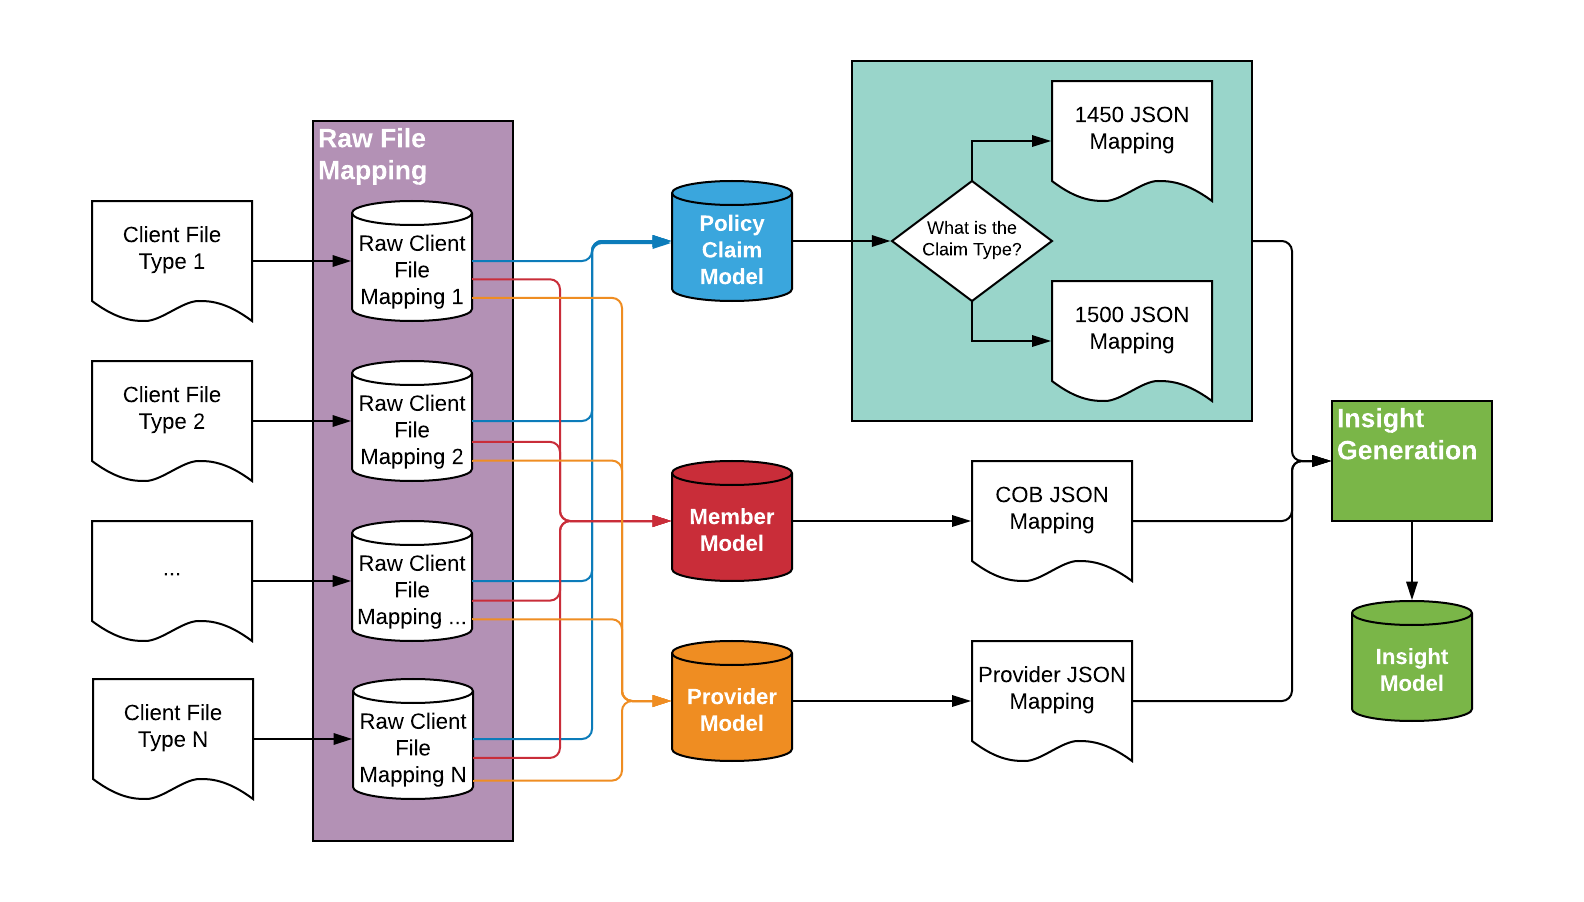 Client File
Type 1
Client File
Type 2
...
Client File
Type N
Raw File
Mapping
Raw Client
File
Mapping 1
Raw Client
File
Mapping 2
Raw Client
File
Mapping ...
Raw Client
File
Mapping N
Policy
Claim
Model
Member
Model
Provider
Model
What is the
Claim Type?
1450 JSON
Mapping
1500 JSON
Mapping
COB JSON
Mapping
Provider JSON
Mapping
Insight
Generation
Insight
Model